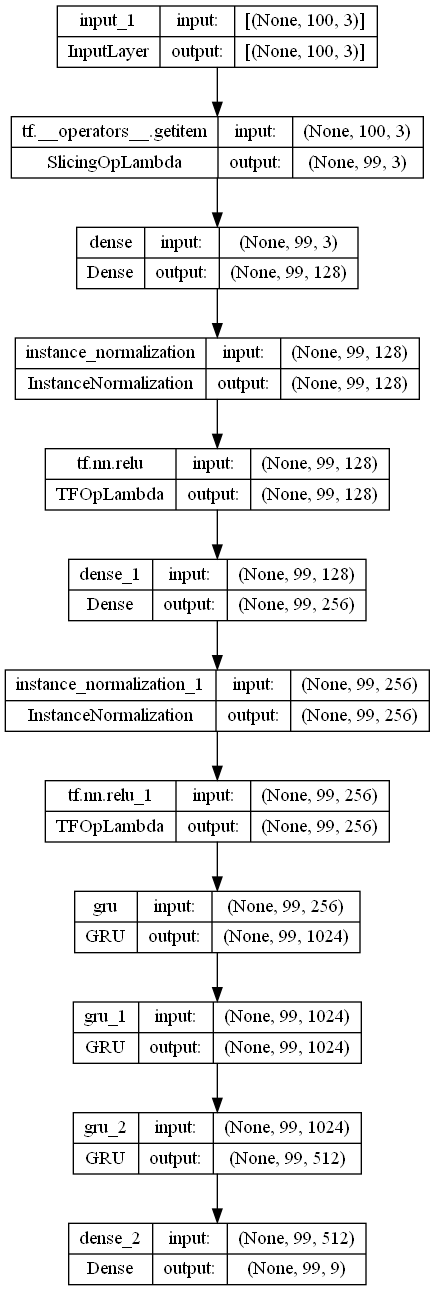 input_1 input: [(None, 100, 3)]
InputLayer output: [(None, 100, 3)]
tf.__operators__.getitem input: (None, 100, 3)
SlicingOpLambda output: (None, 99, 3)
dense input: (None, 99, 3)
Dense output: (None, 99, 128)
instance_normalization input: (None, 99, 128)
InstanceNormalization output: (None, 99, 128)
tf.nn.relu input: (None, 99, 128)
TFOpLambda output: (None, 99, 128)
dense_1 input: (None, 99, 128)
Dense output: (None, 99, 256)
instance_normalization_1 input: (None, 99, 256)
InstanceNormalization output: (None, 99, 256)
tf.nn.relu_1 input: (None, 99, 256)
TFOpLambda output: (None, 99, 256)
gru input: (None, 99, 256)
GRU output: (None, 99, 1024)
gru_1 input: (None, 99, 1024)
GRU output: (None, 99, 1024)
gru_2 input: (None, 99, 1024)
GRU output: (None, 99, 512)
dense_2 input: (None, 99, 512)
Dense output: (None, 99, 9)